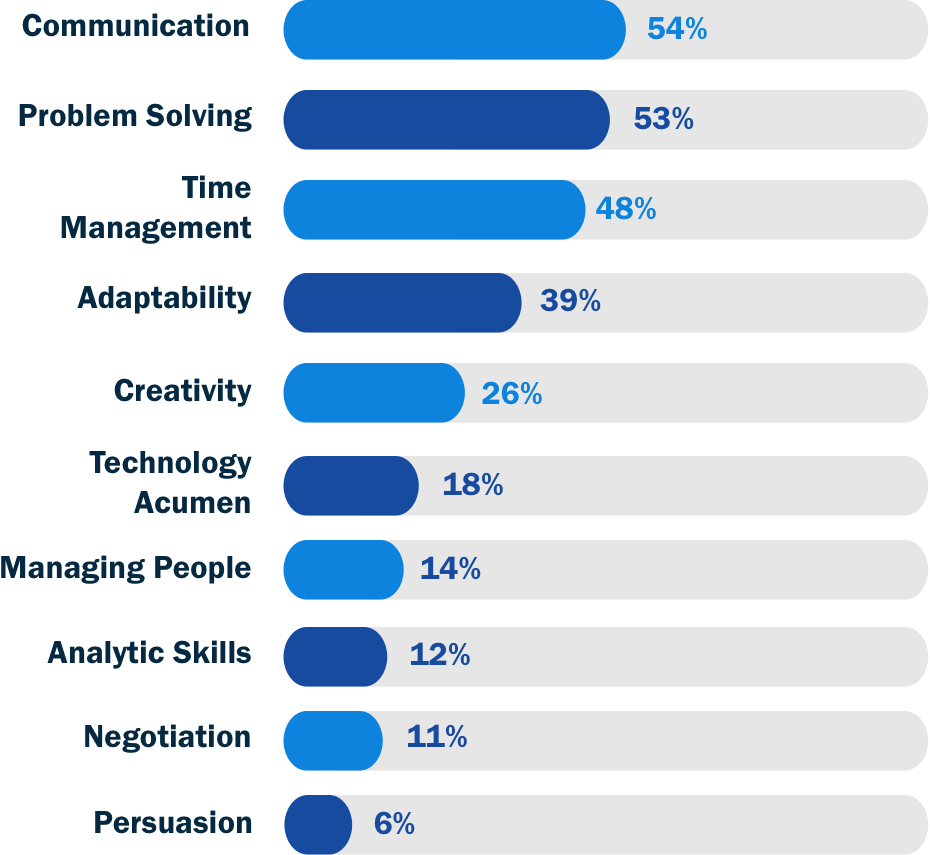 Communication 54%
Problem Solving 53%
Time
Management 48%
Adaptability 39%
Creativity 26%
Technology
Acumen 18%
Managing People 14%
Analytic Skills 12%
Negotiation 11%
Persuasion 6%